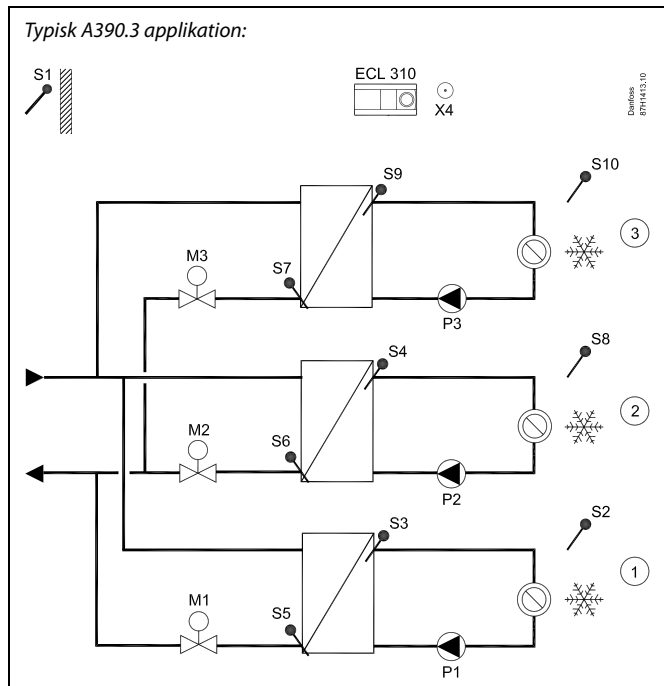 Typisk A390.3 applikation:
S1
ECL 310
X4
Danfoss
87H1413.10
S9
S10
3
M3
S7
P3
S4
S8
2
M2
S6
P2
S3
S2
1
M1
S5
P1